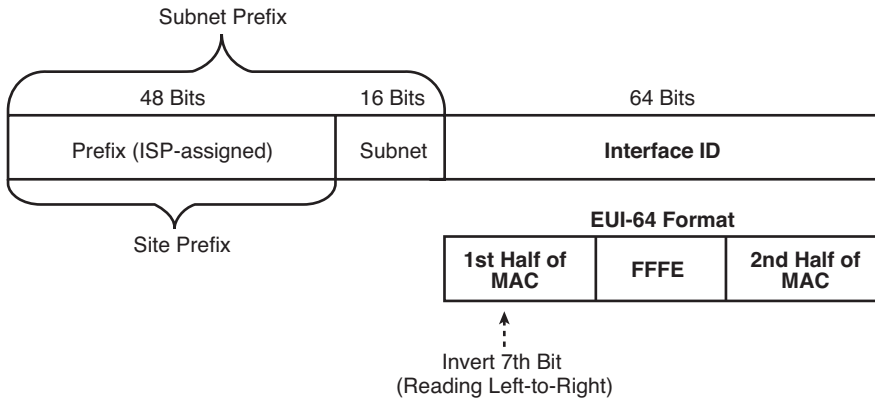 Subnet Prefix
48 Bits
16 Bits
64 Bits
Prefix (ISP-assigned)
Subnet
Interface ID
Site Prefix
EUI-64 Format
1st Half of
MAC
FFFE
2nd Half of
MAC
Invert 7th Bit
(Reading Left-to-Right)